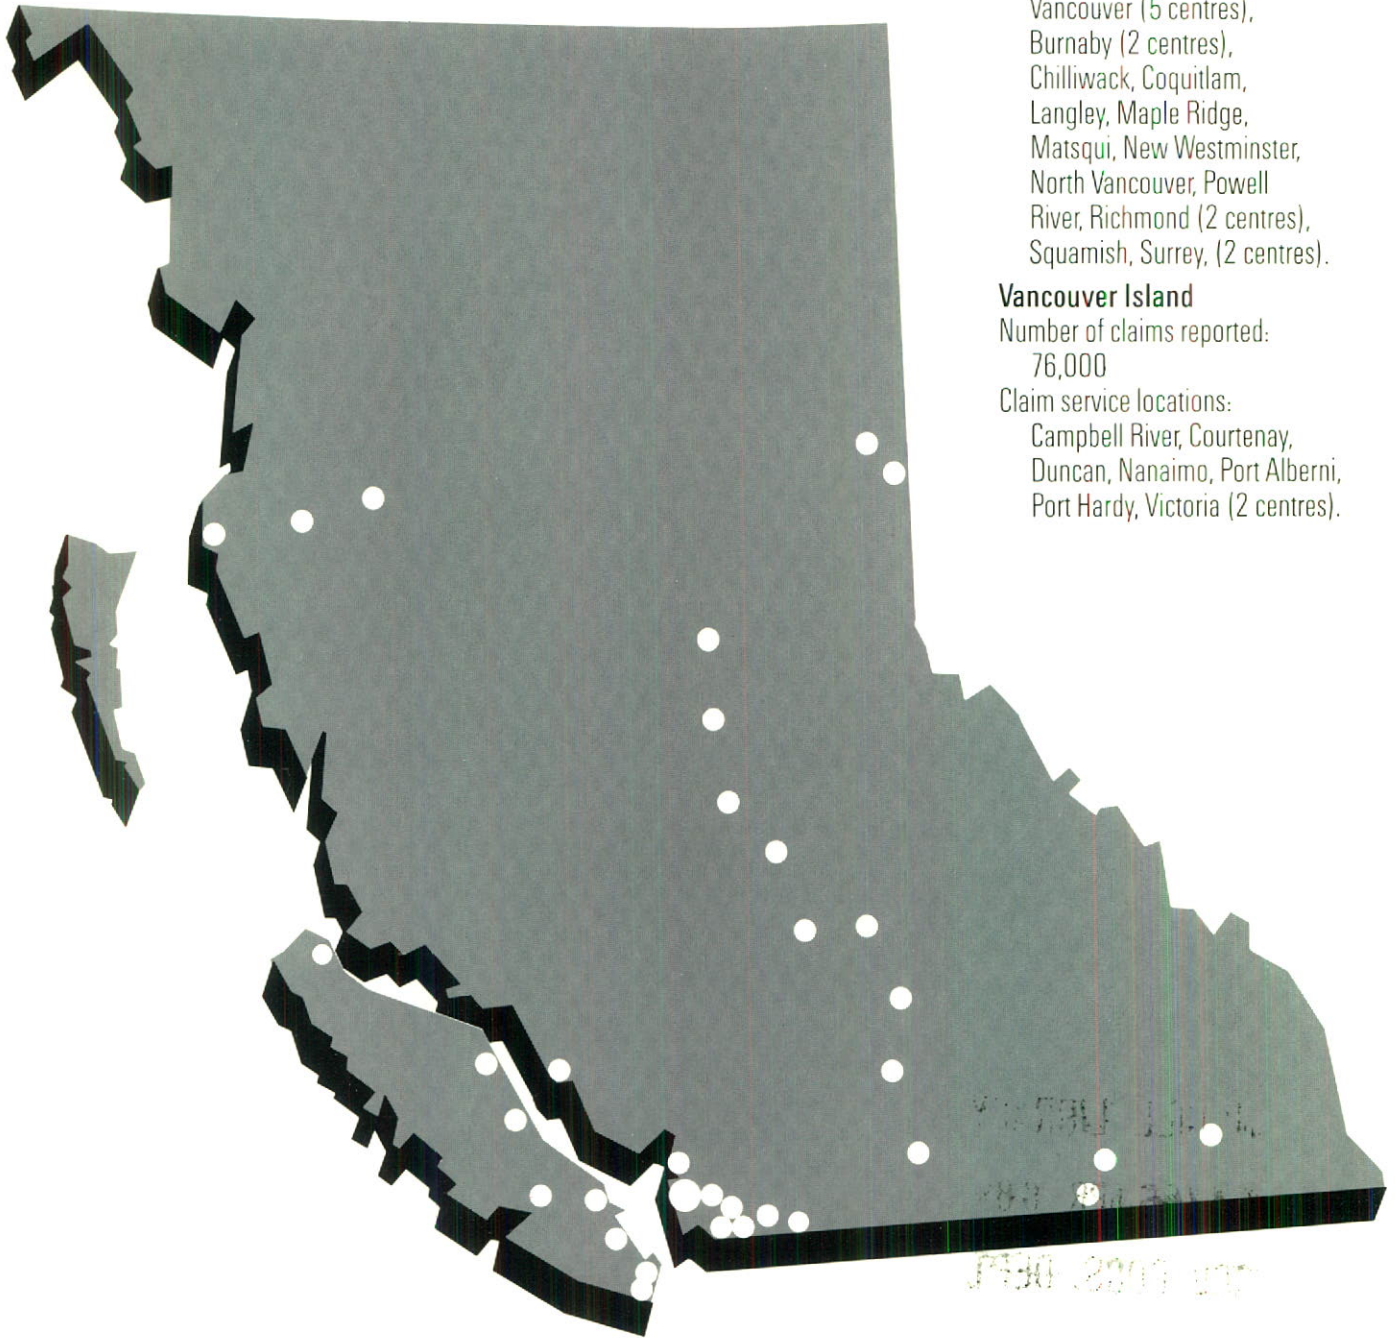 Vancouver (5 centres),
Burnaby (2 centres),
Chilliwack, Coquitlam,
Langley, Maple Ridge,
Matsqui, New Westminster,
North Vancouver, Powell
River, Richmond (2 centres),
Squamish, Surrey, (2 centres).
Vancouver Island
Number of claims reported:
76,000
Claim service locations:
Campbell River, Courtenay,
Duncan, Nanaimo, Port Alberni,
Port Hardy, Victoria (2 centres).